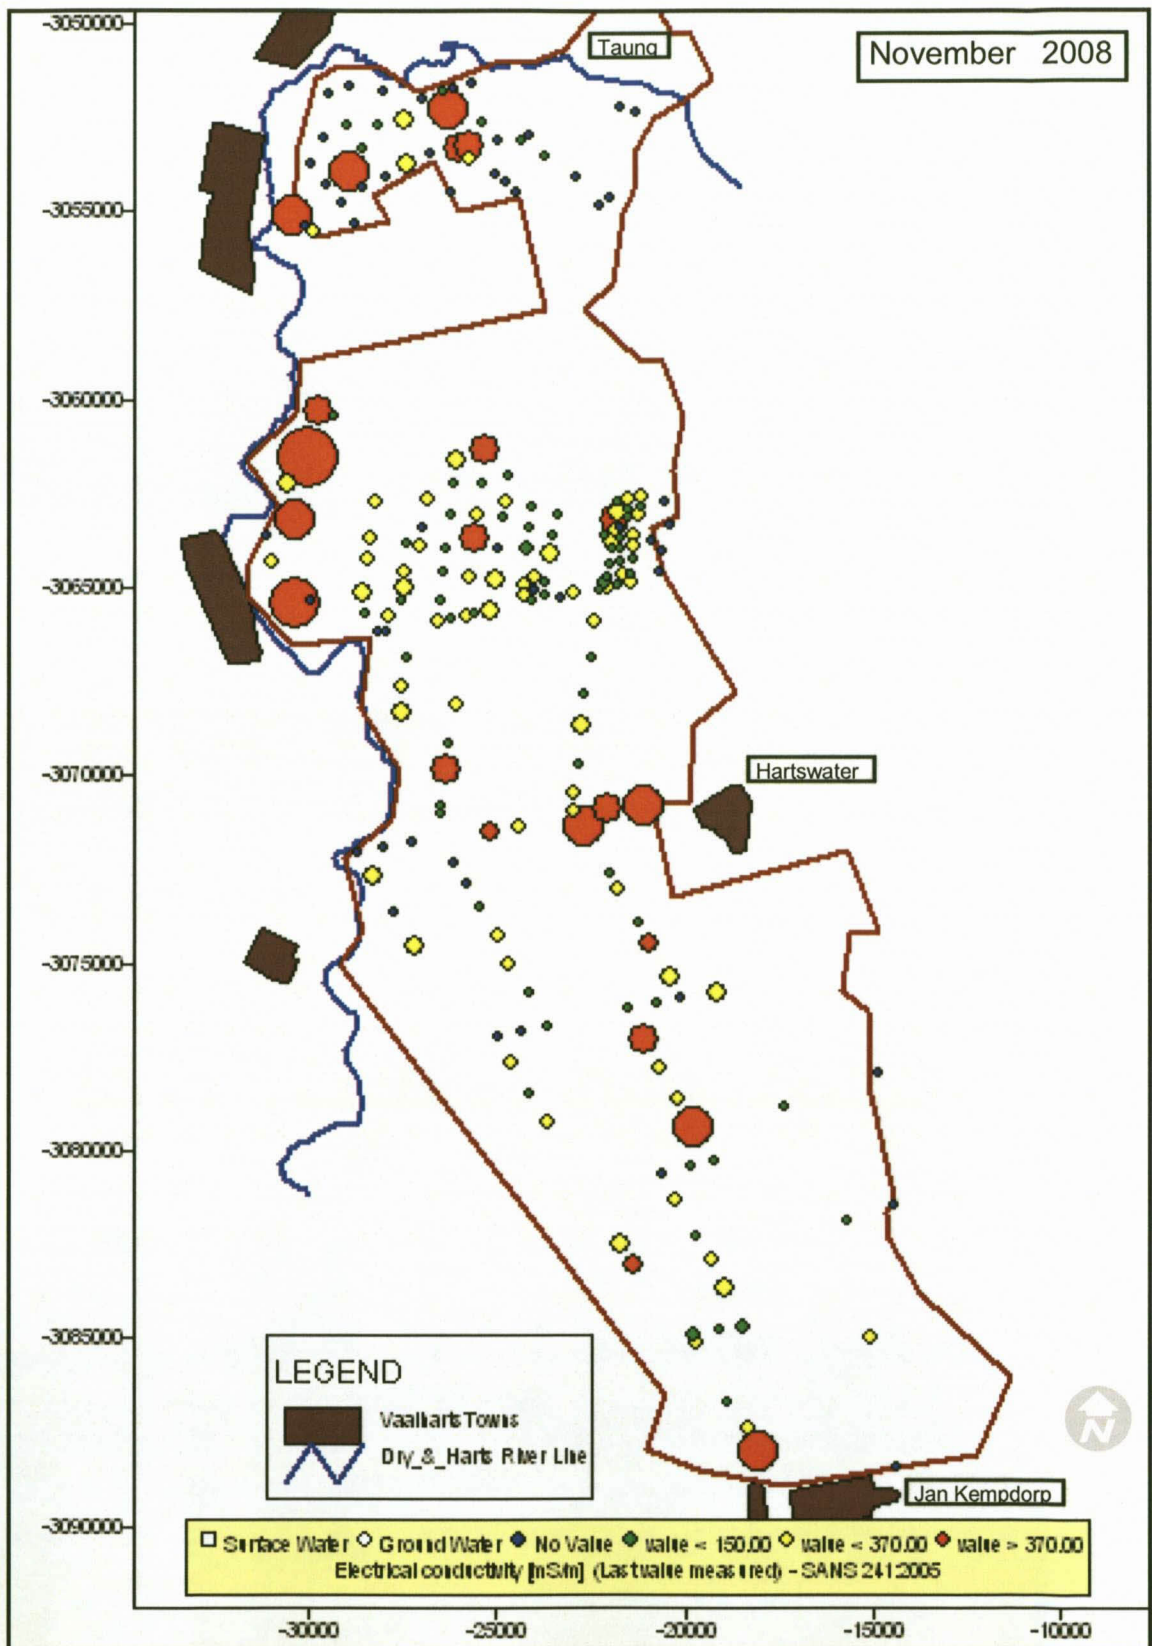 November 2008
Taung
-3050000
-3055000
-3060000
-3065000
-3070000
-3075000
-3080000
-3085000
-3090000
Hartswater
LEGEND
Vaalharts Towns
Dry_&_Harts River Line
N
Jan Kempdorp
Surface Water Ground Water No Value value < 150.00 value < 370.00 value > 370.00
Electrical conductivity [mS/m] (Last value measured) - SANS 241:2005
-30000 -25000 -20000 -15000 -10000